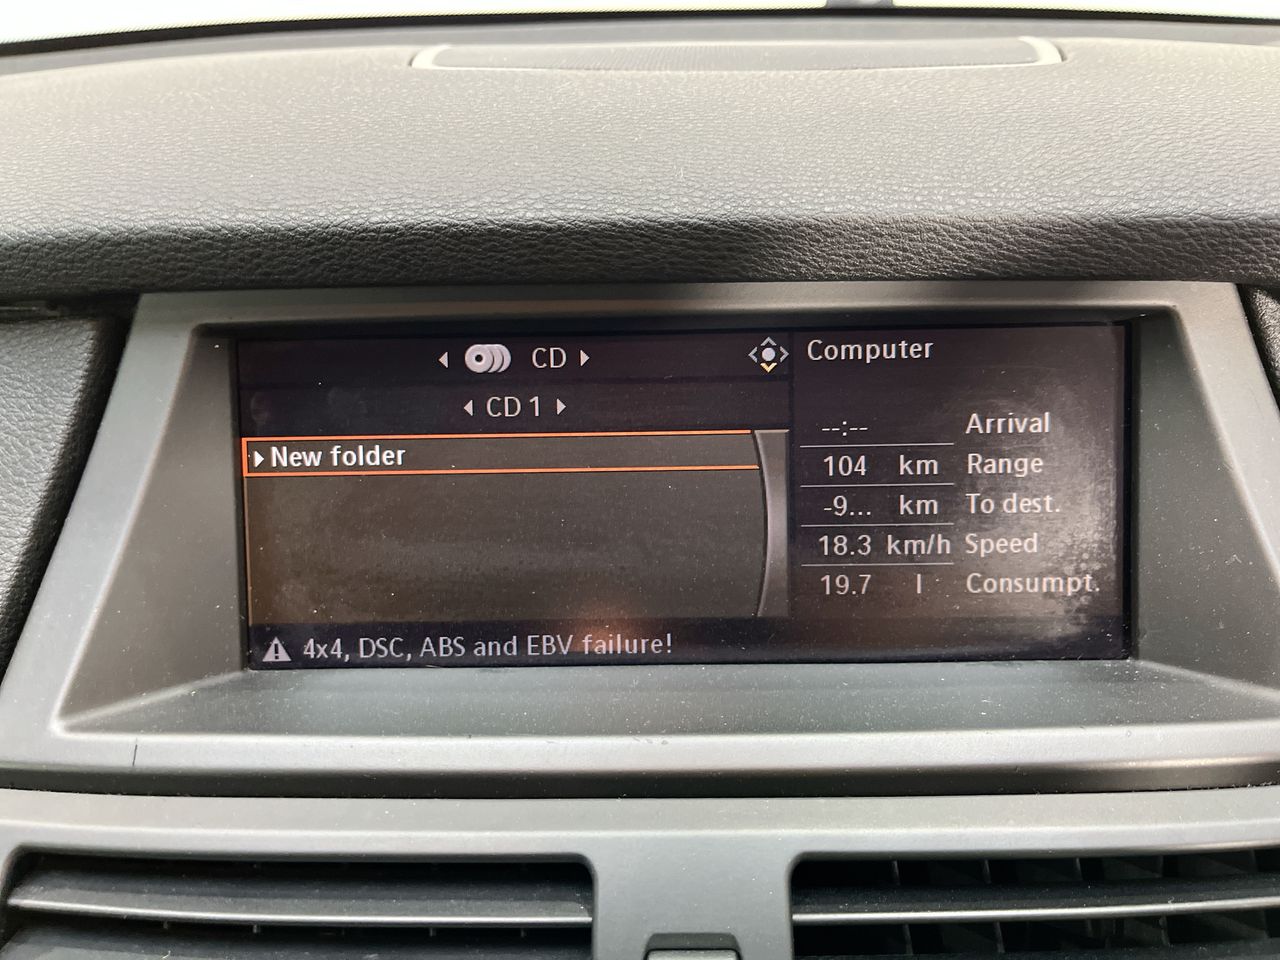 CD
CD 1
New folder
4x4, DSC, ABS and EBV failure!
Computer
--:-- Arrival
104 km Range
-9... km To dest.
18.3 km/h Speed
19.7 l Consumpt.